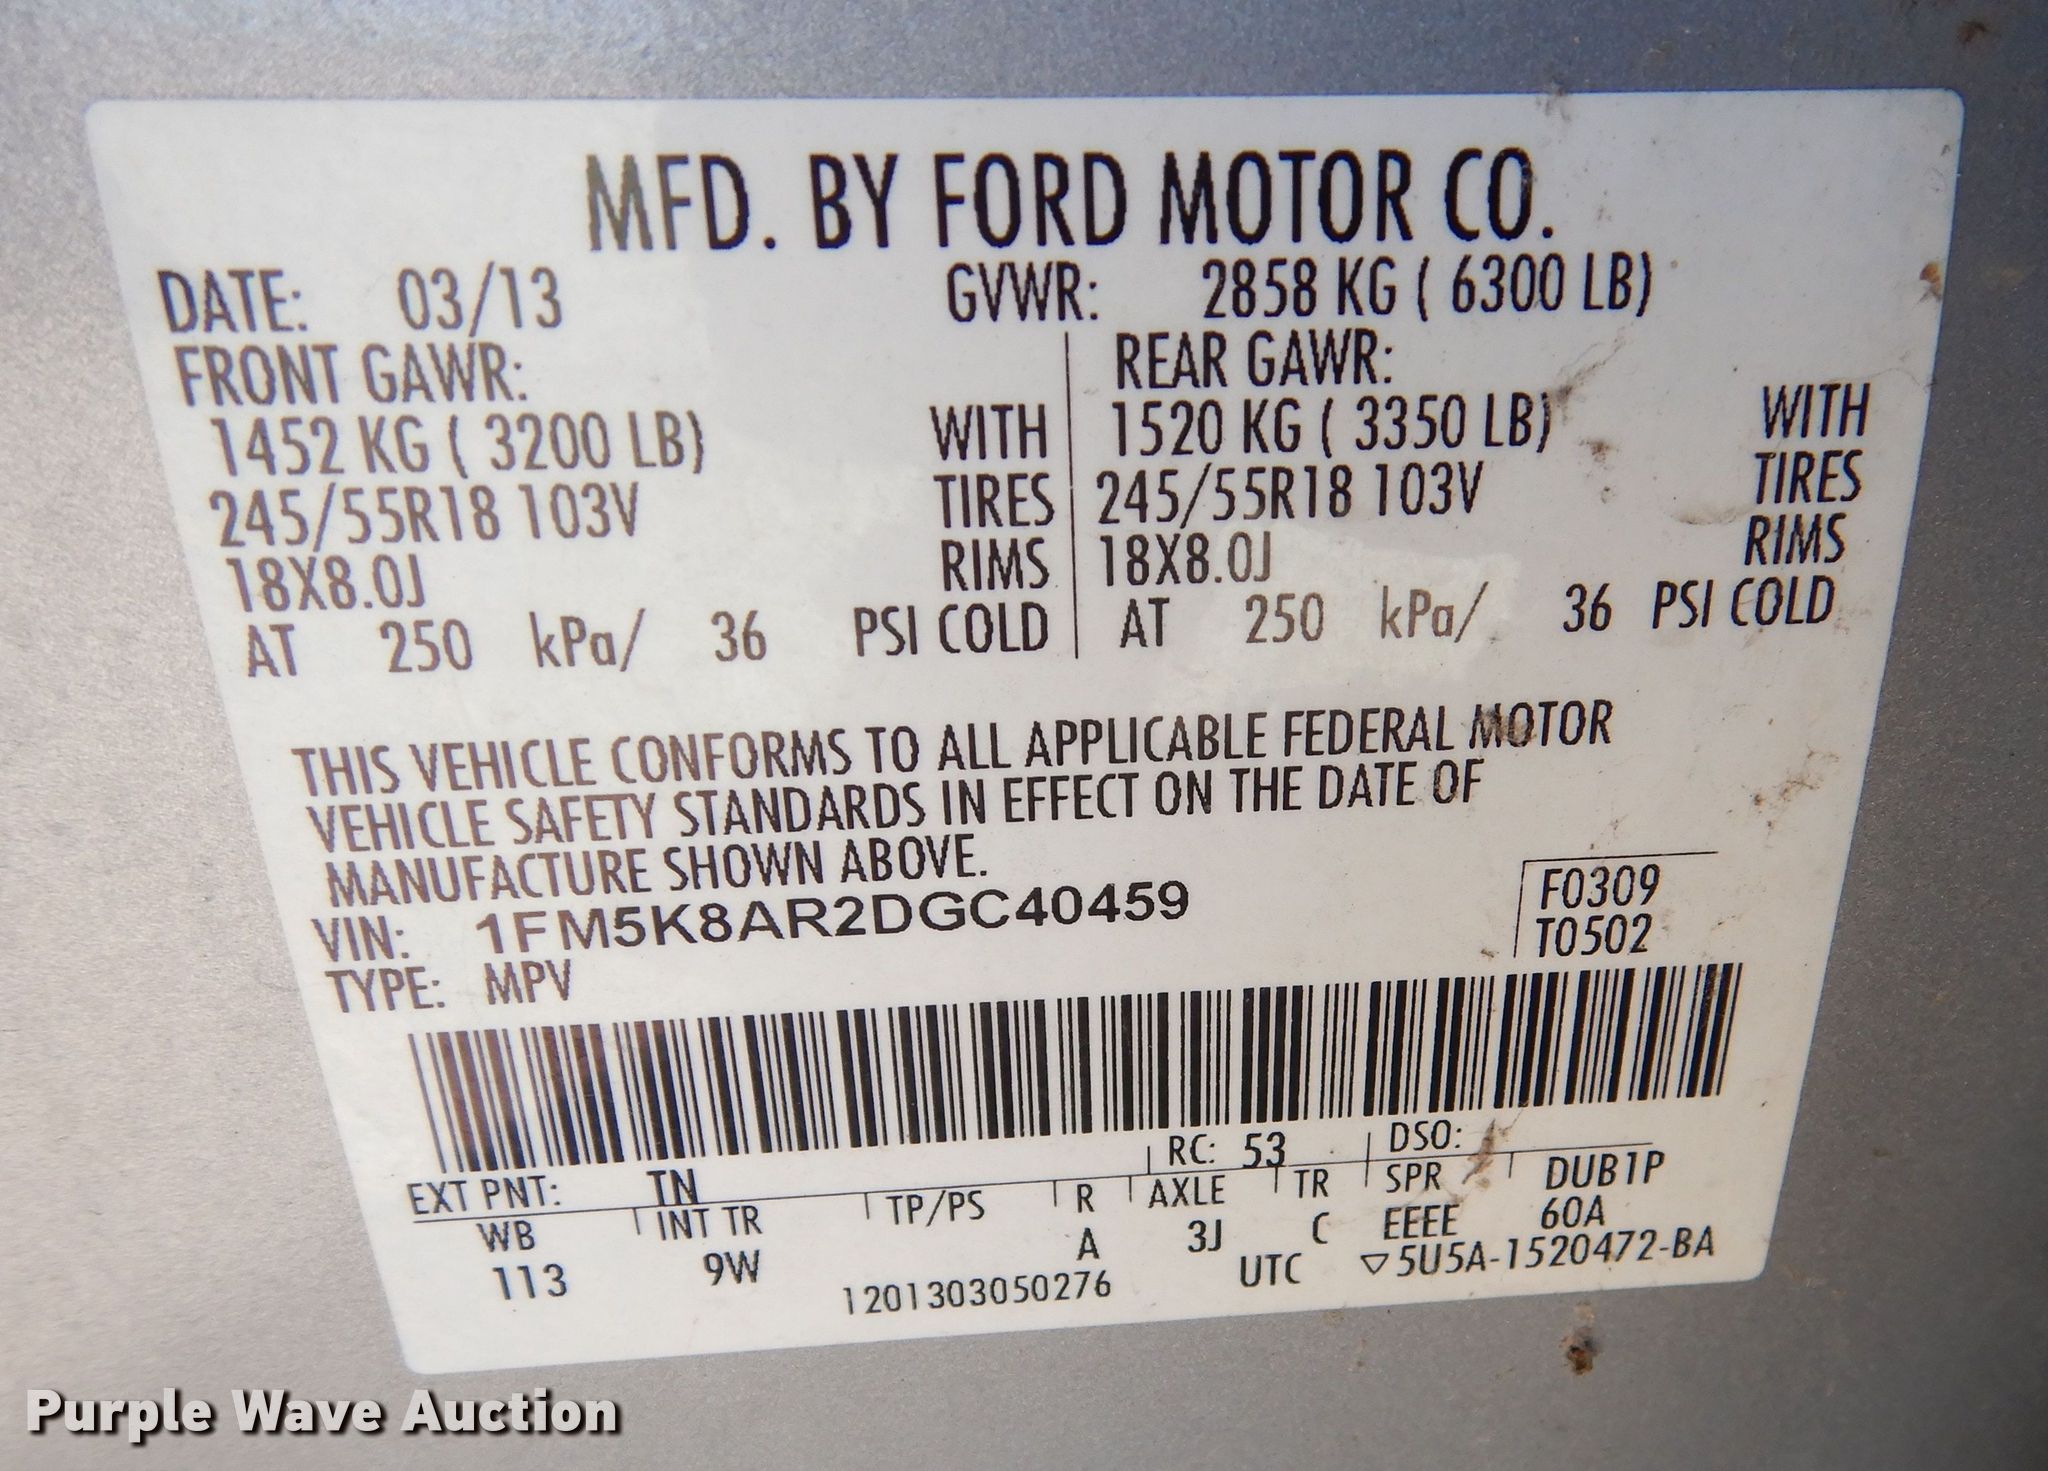 MFD. BY FORD MOTOR CO.
DATE: 03/13 GVWR: 2858 KG ( 6300 LB)
FRONT GAWR: REAR GAWR:
1452 KG ( 3200 LB) WITH 1520 KG ( 3350 LB) WITH
245/55R18 103V TIRES 245/55R18 103V TIRES
18X8.0J RIMS 18X8.0J RIMS
AT 250 kPa/ 36 PSI COLD AT 250 kPa/ 36 PSI COLD
THIS VEHICLE CONFORMS TO ALL APPLICABLE FEDERAL MOTOR
VEHICLE SAFETY STANDARDS IN EFFECT ON THE DATE OF
MANUFACTURE SHOWN ABOVE.
VIN: 1FM5K8AR2DGC40459 F0309
TYPE: MPV T0502
EXT PNT: TN RC: 53 DSO:
WB INT TR TP/PS R AXLE TR SPR DUB1P
113 9W A 3J C EEEE 60A
1201303050276 UTC ▽5U5A-1520472-BA
Purple Wave Auction